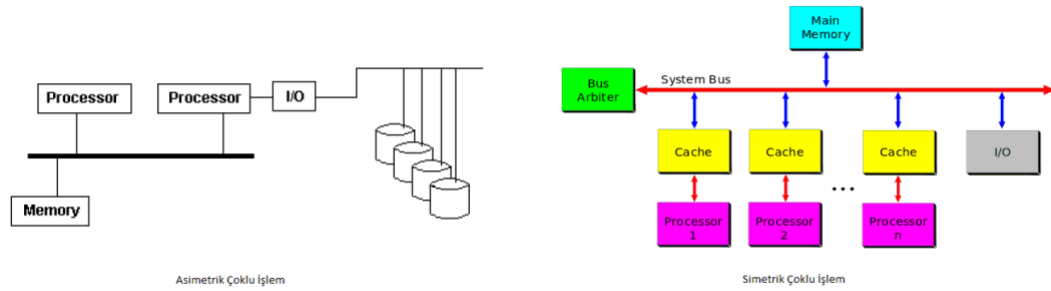 Processor
Processor
I/O
Memory
Asimetrik Çoklu İşlem
Main
Memory
Bus
Arbiter
System Bus
Cache
Cache
Cache
I/O
...
Processor
1
Processor
2
Processor
n
Simetrik Çoklu İşlem